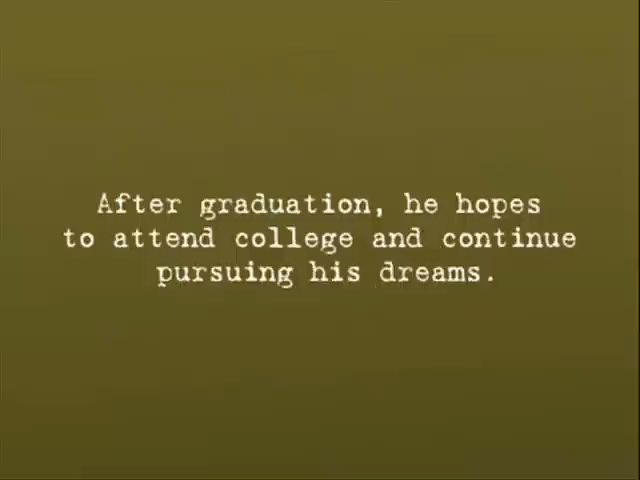 After graduation, he hopes
to attend college and continue
pursuing his dreams.